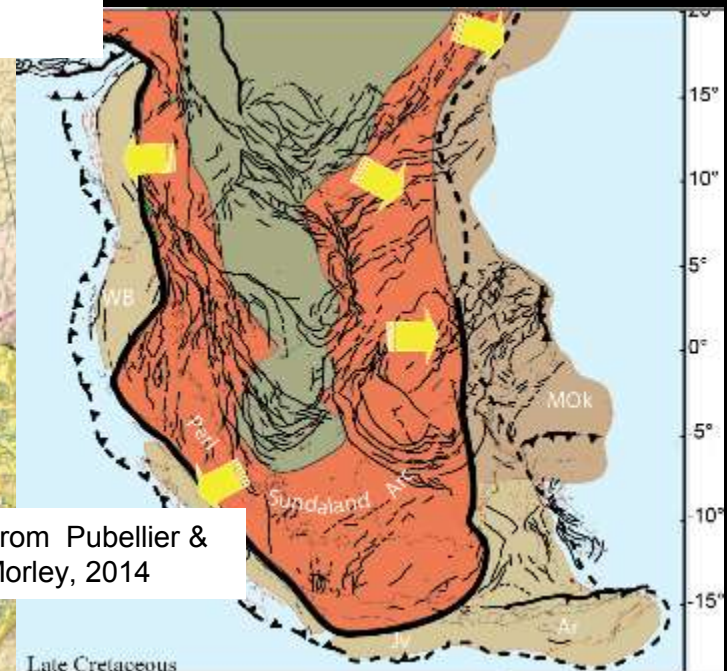 15°
10°
WB
5°
0°
MOk
Part
-5°
Sundaland Arc
-10°
rom Pubellier &
Morley, 2014
-15°
Ar
Jv
Late Cretaceous